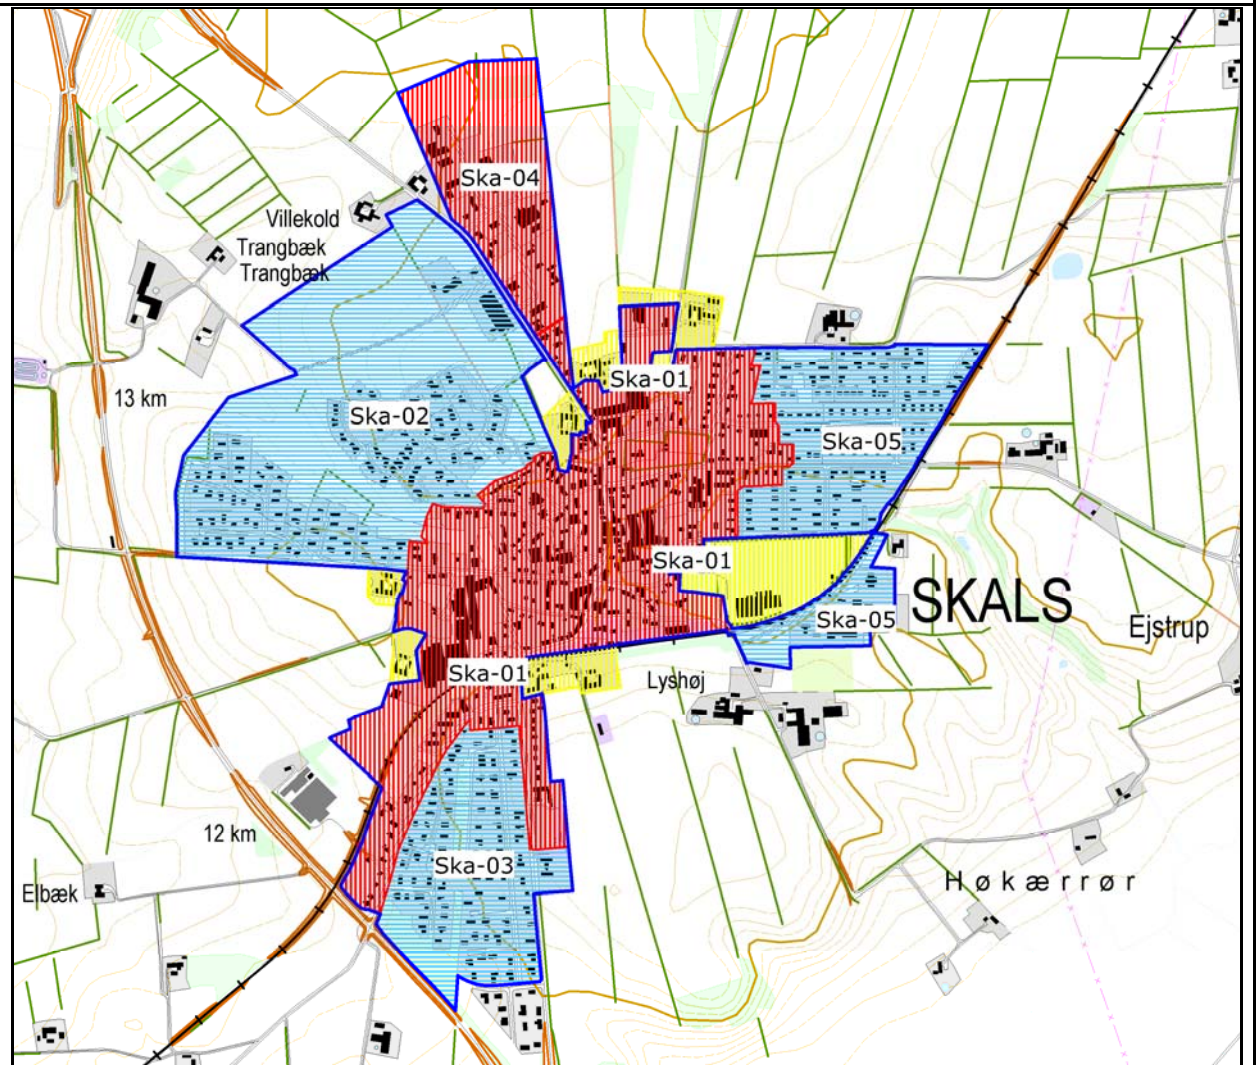 Ska-04
Villekold
Trangbæk
Trangbæk
Ska-01
13 km
Ska-02
Ska-05
Ska-01
SKALS
Ska-05
Ejstrup
Ska-01
Lyshøj
12 km
Ska-03
Elbæk
Høkærrør